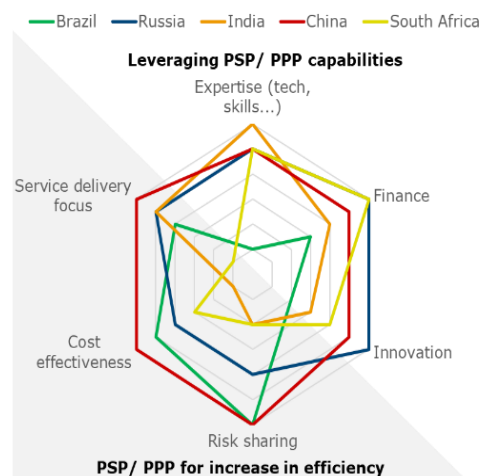 Brazil Russia India China South Africa
Leveraging PSP/ PPP capabilities
Expertise (tech,
skills...)
Service delivery
focus
Finance
Cost
effectiveness
Innovation
Risk sharing
PSP/ PPP for increase in efficiency